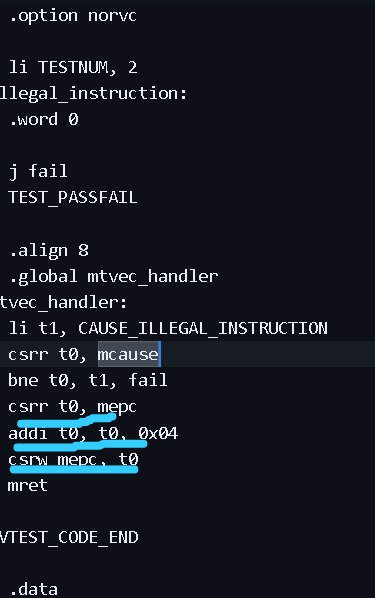 .option norvc
li TESTNUM, 2
llegal_instruction:
.word 0
j fail
TEST_PASSFAIL
.align 8
.global mtvec_handler
tvec_handler:
li t1, CAUSE_ILLEGAL_INSTRUCTION
csrr t0, mcause
bne t0, t1, fail
csrr t0, mepc
addi t0, t0, 0x04
csrw mepc, t0
mret
VTEST_CODE_END
.data